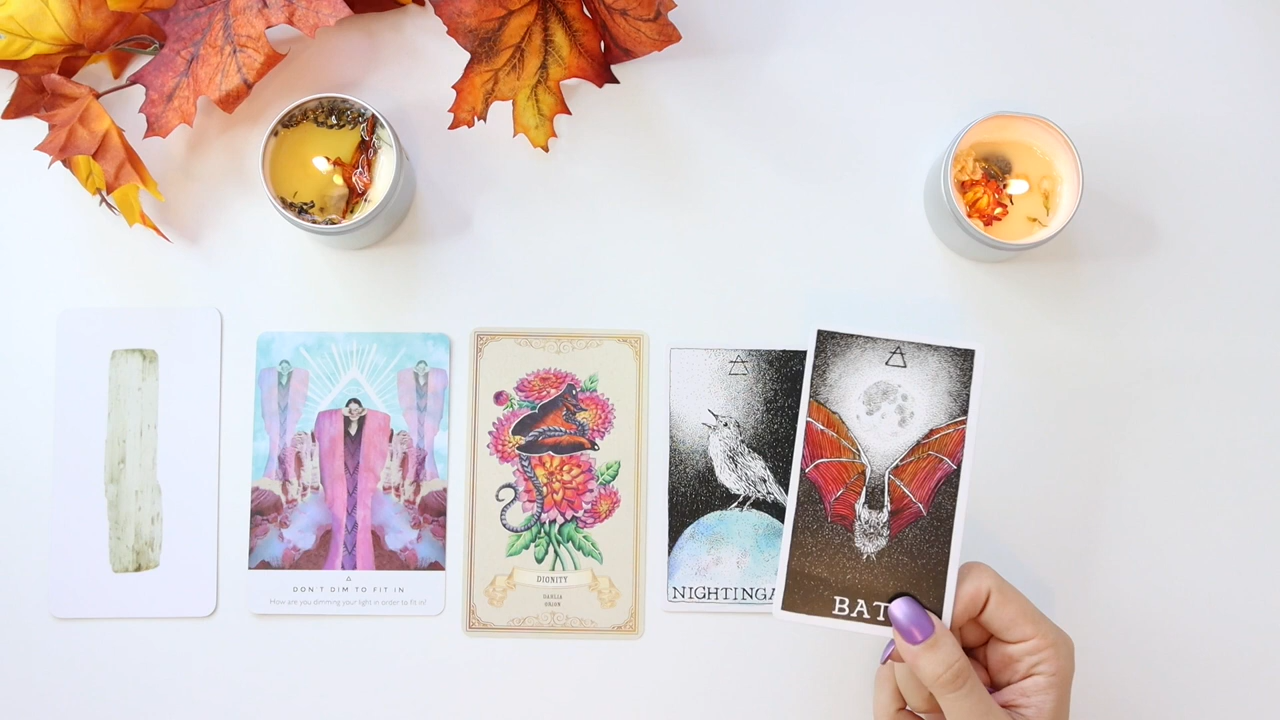 DON'T DIM TO FIT IN
How are you dimming your light in order to fit in?
DIGNITY
DAHLIA
ORION
NIGHTINGA
BAT